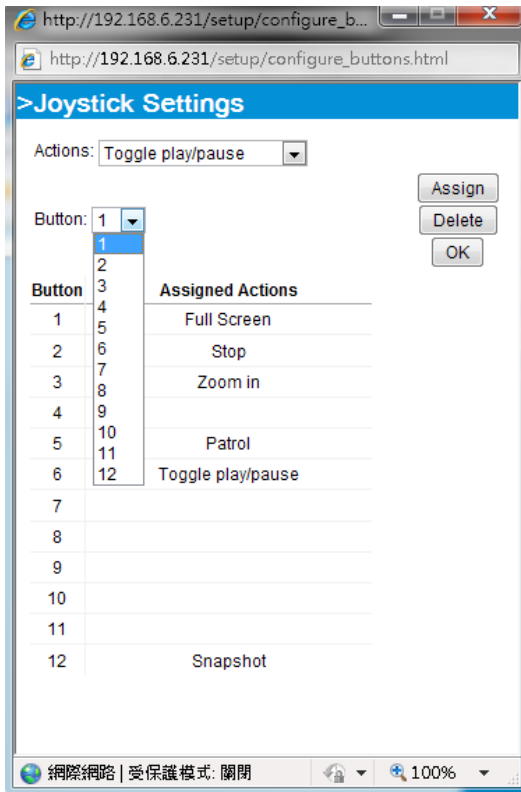 http://192.168.6.231/setup/configure_b...
http://192.168.6.231/setup/configure_buttons.html
>Joystick Settings
Actions: Toggle play/pause
Assign
Button: 1
Delete
OK
1
2
3
4
5
6
7
8
9
10
11
12
Button Assigned Actions
1 Full Screen
2 Stop
3 Zoom in
4
5 Patrol
6 Toggle play/pause
7
8
9
10
11
12 Snapshot
網際網路 | 受保護模式: 關閉 100%